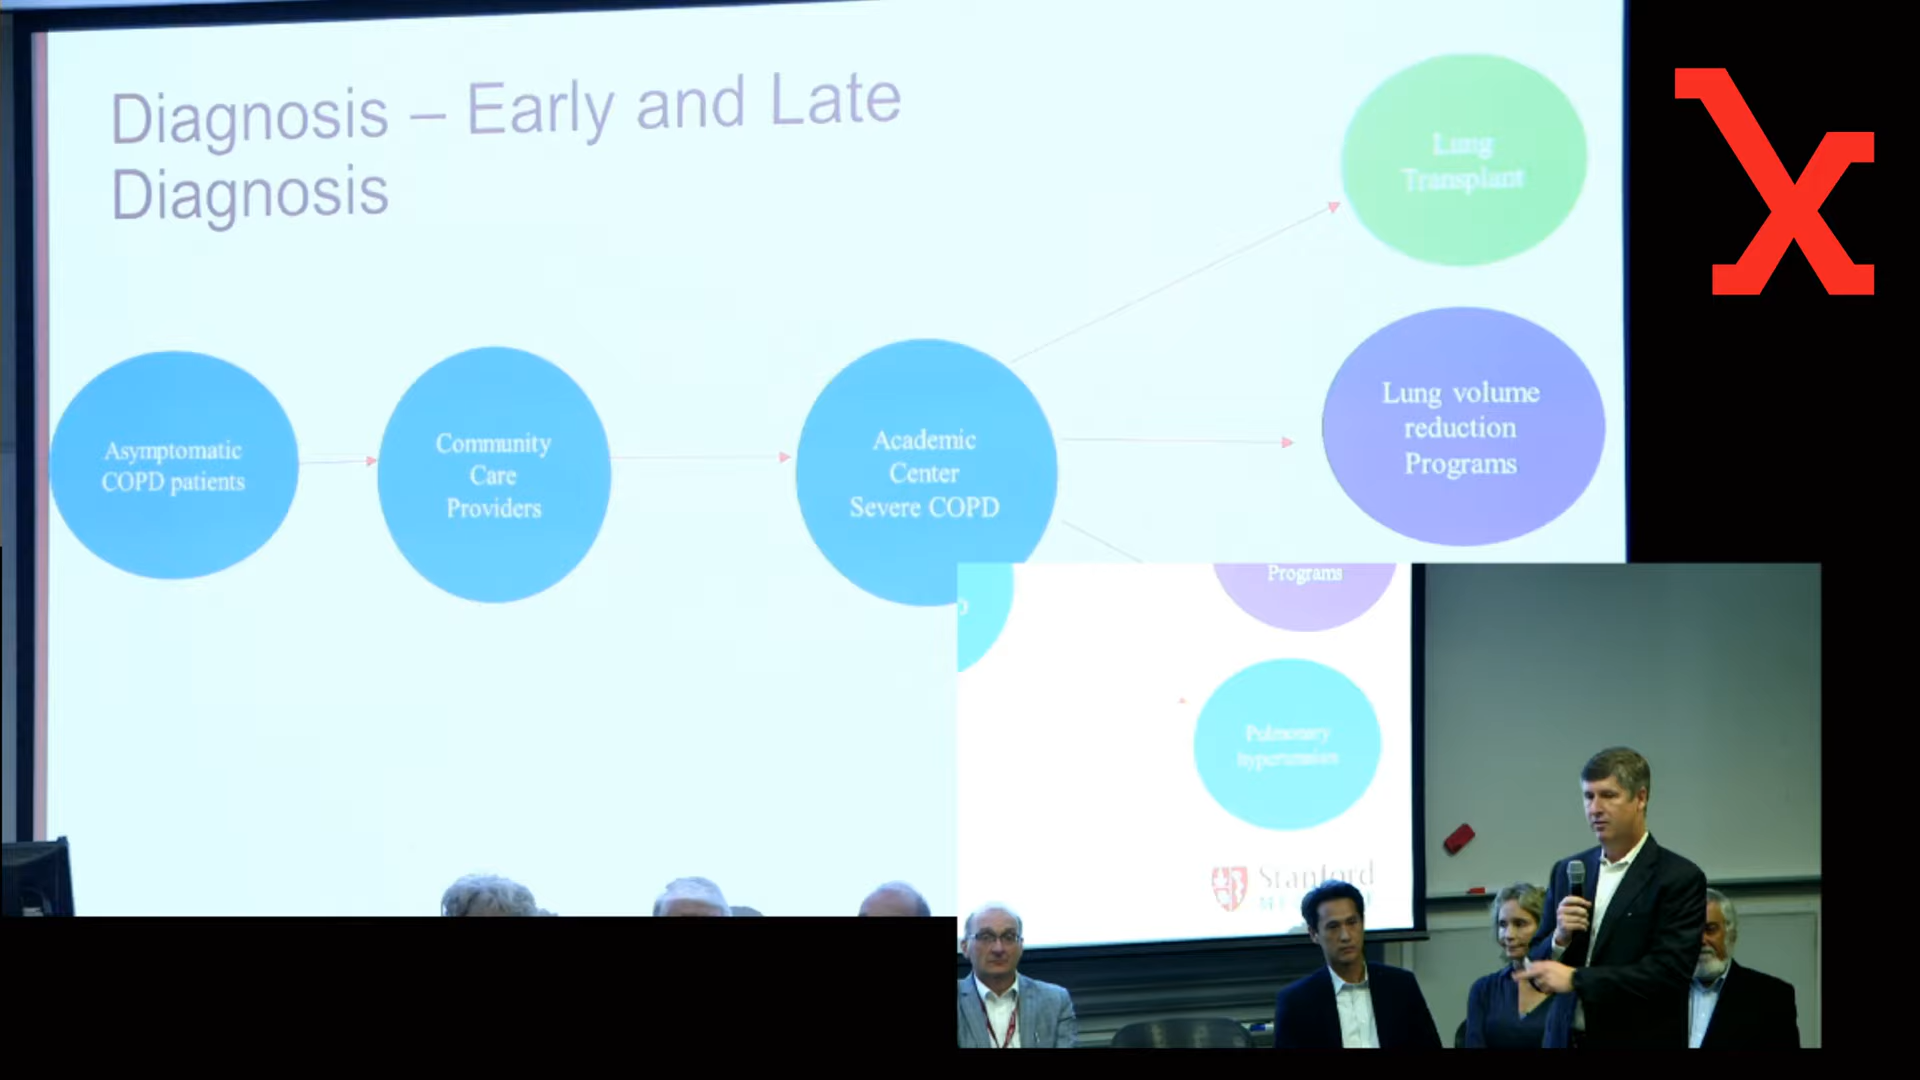 Diagnosis – Early and Late
Diagnosis
Lung
Transplant
Lung volume
reduction
Programs
Asymptomatic
COPD patients
Community
Care
Providers
Academic
Center
Severe COPD
Programs
Pulmonary
hypertension
Stanford